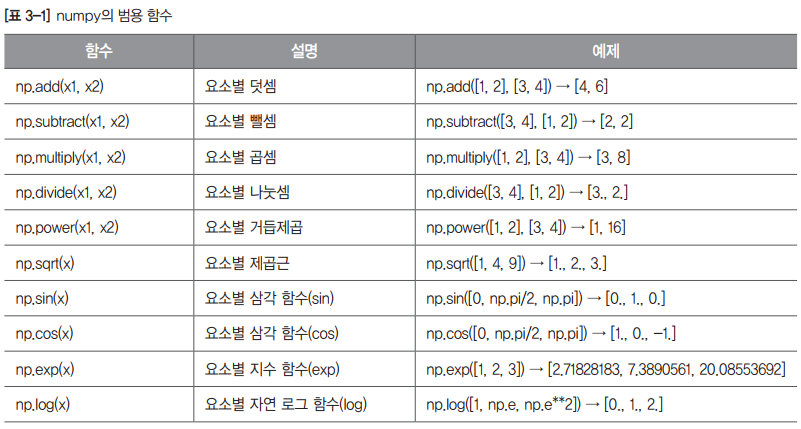 [표 3-1] numpy의 범용 함수
함수 설명 예제
np.add(x1, x2) 요소별 덧셈 np.add([1, 2], [3, 4]) → [4, 6]
np.subtract(x1, x2) 요소별 뺄셈 np.subtract([3, 4], [1, 2]) → [2, 2]
np.multiply(x1, x2) 요소별 곱셈 np.multiply([1, 2], [3, 4]) → [3, 8]
np.divide(x1, x2) 요소별 나눗셈 np.divide([3, 4], [1, 2]) → [3., 2.]
np.power(x1, x2) 요소별 거듭제곱 np.power([1, 2], [3, 4]) → [1, 16]
np.sqrt(x) 요소별 제곱근 np.sqrt([1, 4, 9]) → [1., 2., 3.]
np.sin(x) 요소별 삼각 함수(sin) np.sin([0, np.pi/2, np.pi]) → [0., 1., 0.]
np.cos(x) 요소별 삼각 함수(cos) np.cos([0, np.pi/2, np.pi]) → [1., 0., -1.]
np.exp(x) 요소별 지수 함수(exp) np.exp([1, 2, 3]) → [2.71828183, 7.3890561, 20.08553692]
np.log(x) 요소별 자연 로그 함수(log) np.log([1, np.e, np.e**2]) → [0., 1., 2.]